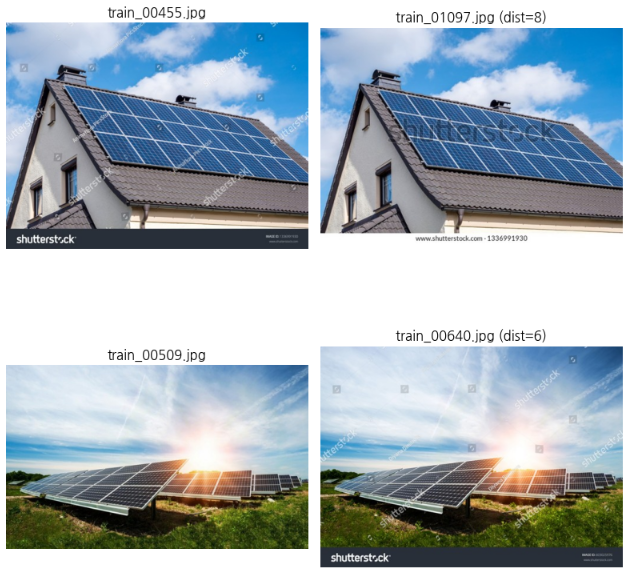 train_00455.jpg
train_01097.jpg (dist=8)
shutterstock
shutterstock
www.shutterstock.com · 1336991930
train_00509.jpg
train_00640.jpg (dist=6)
shutterstock